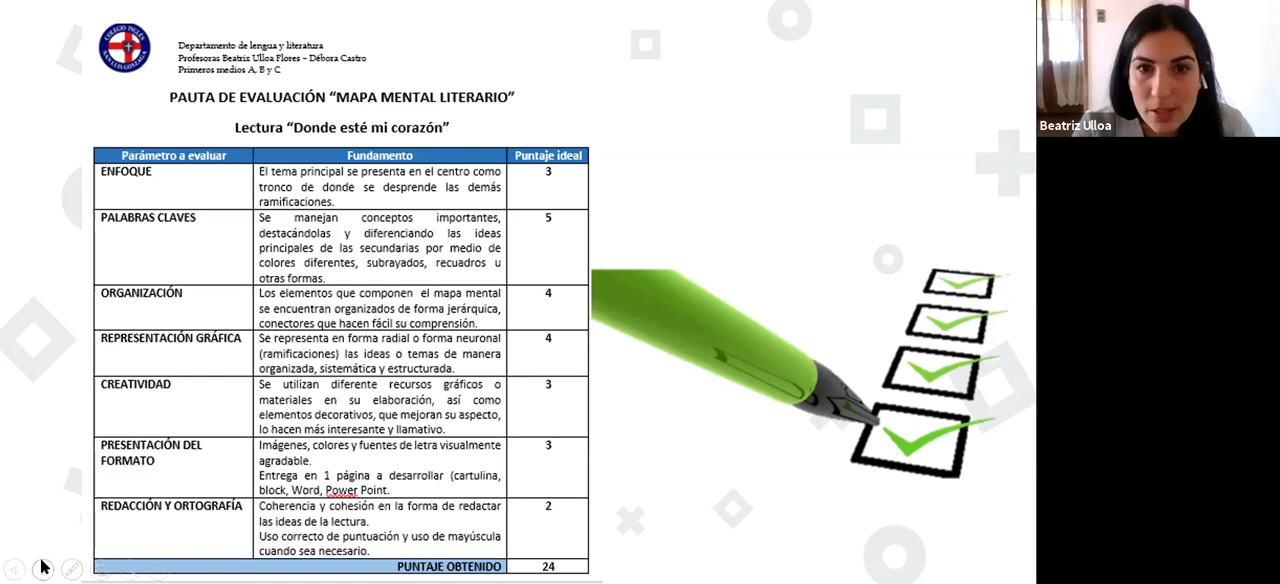 COLEGIO INGLÉS
SAN LUIS GONZAGA
Departamento de lengua y literatura
Profesoras Beatriz Ulloa Flores – Débora Castro
Primeros medios A, B y C
PAUTA DE EVALUACIÓN “MAPA MENTAL LITERARIO”
Lectura “Donde esté mi corazón”
Parámetro a evaluar Fundamento Puntaje ideal
ENFOQUE El tema principal se presenta en el centro como 3
tronco de donde se desprende las demás
ramificaciones.
PALABRAS CLAVES Se manejan conceptos importantes, 5
destacándolas y diferenciando las ideas
principales de las secundarias por medio de
colores diferentes, subrayados, recuadros u
otras formas.
ORGANIZACIÓN Los elementos que componen el mapa mental 4
se encuentran organizados de forma jerárquica,
conectores que hacen fácil su comprensión.
REPRESENTACIÓN GRÁFICA Se representa en forma radial o forma neuronal 4
(ramificaciones) las ideas o temas de manera
organizada, sistemática y estructurada.
CREATIVIDAD Se utilizan diferente recursos gráficos o 3
materiales en su elaboración, así como
elementos decorativos, que mejoran su aspecto,
lo hacen más interesante y llamativo.
PRESENTACIÓN DEL Imágenes, colores y fuentes de letra visualmente 3
FORMATO agradable.
Entrega en 1 página a desarrollar (cartulina,
block, Word, Power Point.
REDACCIÓN Y ORTOGRAFÍA Coherencia y cohesión en la forma de redactar 2
las ideas de la lectura.
Uso correcto de puntuación y uso de mayúscula
cuando sea necesario.
PUNTAJE OBTENIDO 24
Beatriz Ulloa